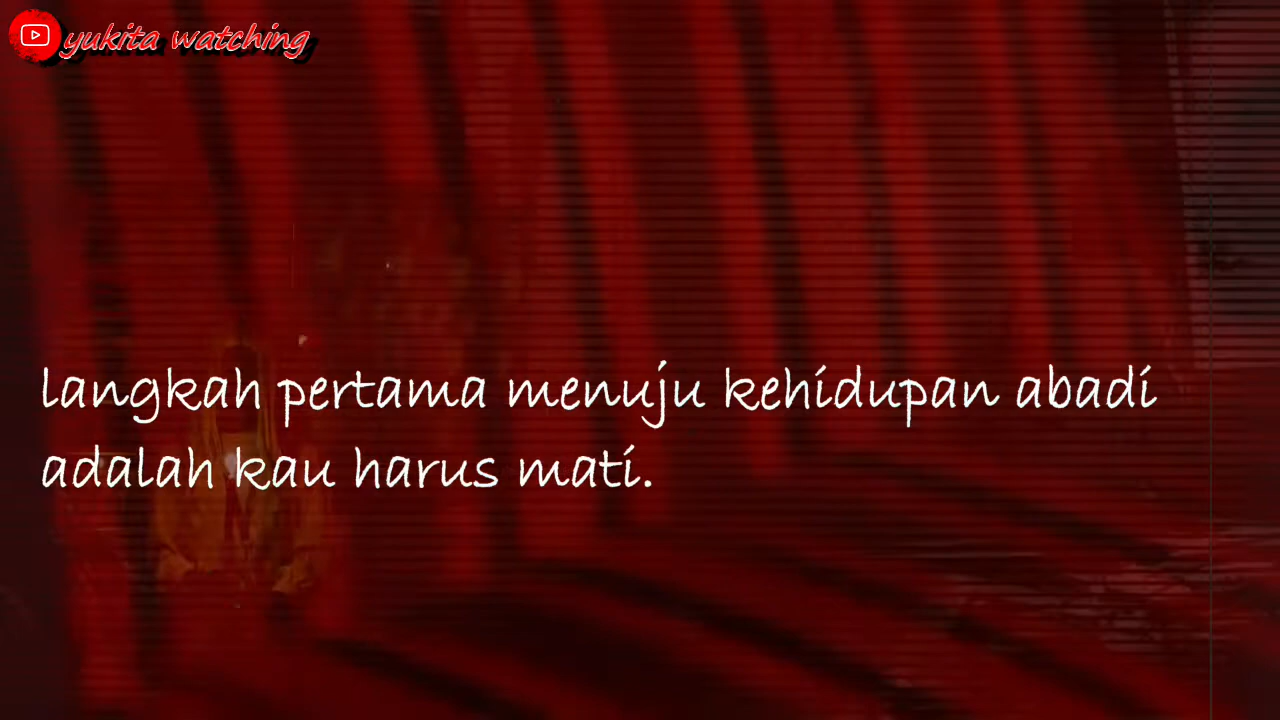 yukita watching
langkah pertama menuju kehidupan abadi
adalah kau harus mati.